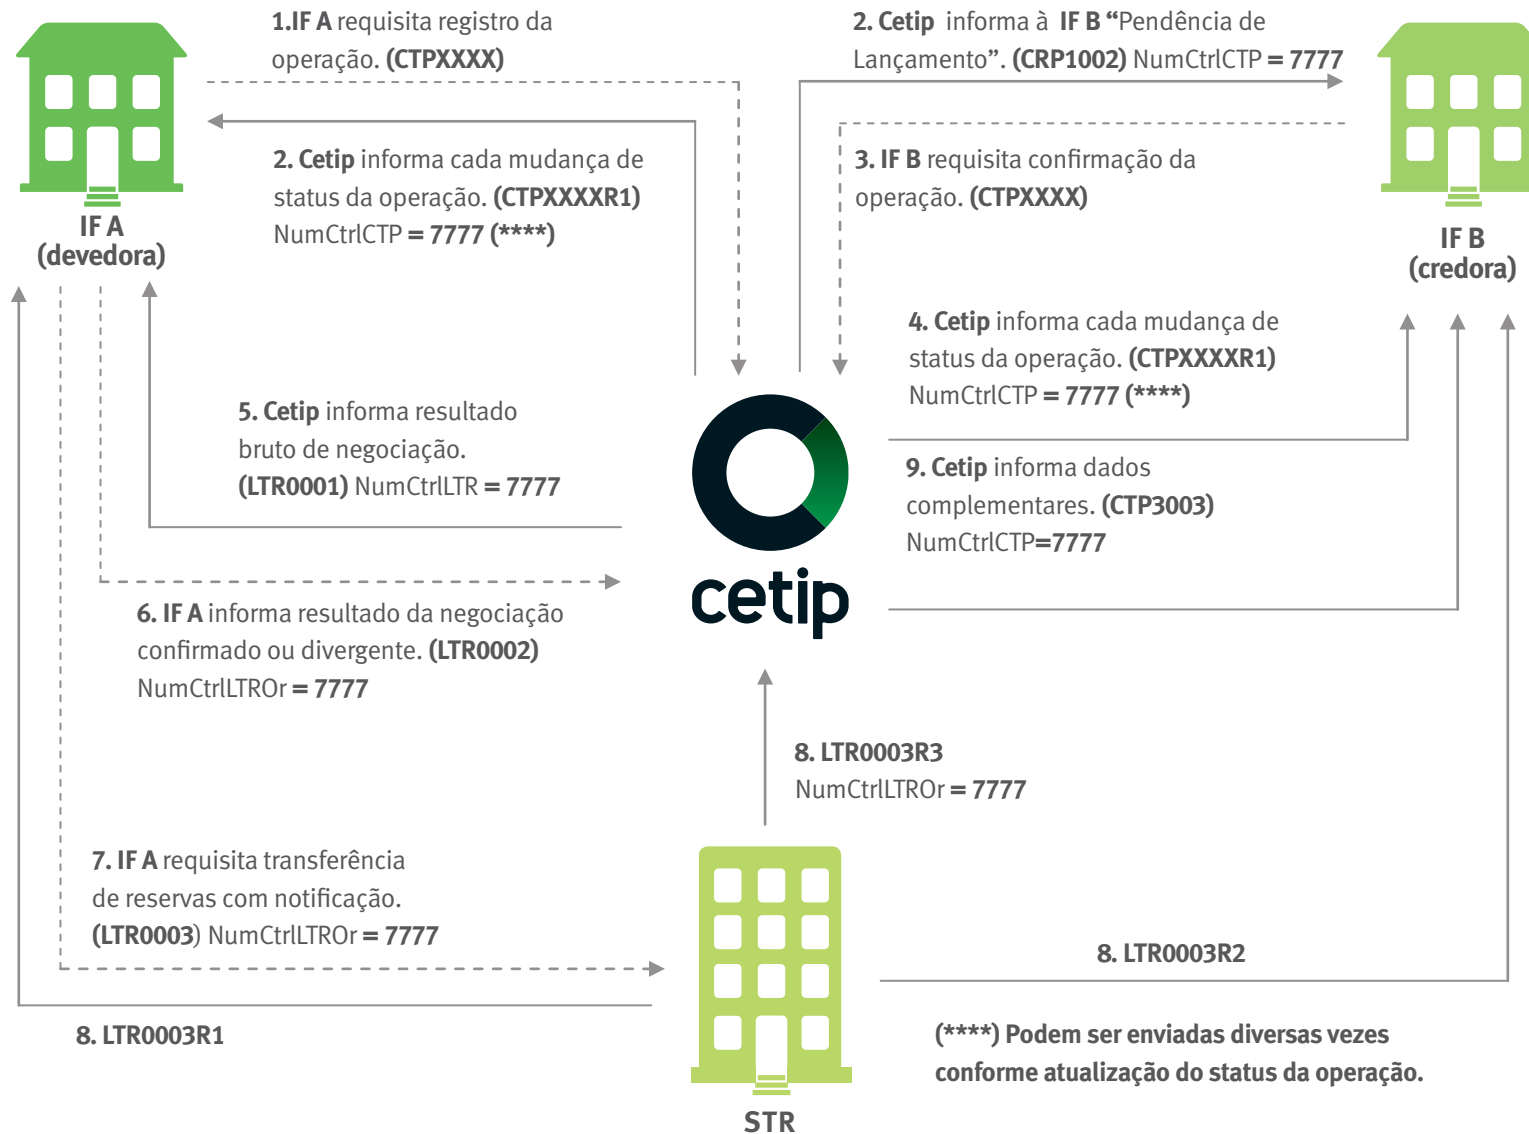 1.IF A requisita registro da
operação. (CTPXXXX)
2. Cetip informa à IF B “Pendência de
Lançamento”. (CRP1002) NumCtrlCTP = 7777
2. Cetip informa cada mudança de
status da operação. (CTPXXXXR1)
NumCtrlCTP = 7777 (****)
3. IF B requisita confirmação da
operação. (CTPXXXX)
IF A
(devedora)
IF B
(credora)
4. Cetip informa cada mudança de
status da operação. (CTPXXXXR1)
NumCtrlCTP = 7777 (****)
5. Cetip informa resultado
bruto de negociação.
(LTR0001) NumCtrlLTR = 7777
9. Cetip informa dados
complementares. (CTP3003)
NumCtrlCTP=7777
cetip
6. IF A informa resultado da negociação
confirmado ou divergente. (LTR0002)
NumCtrlLTROr = 7777
8. LTR0003R3
NumCtrlLTROr = 7777
7. IF A requisita transferência
de reservas com notificação.
(LTR0003) NumCtrlLTROr = 7777
8. LTR0003R2
8. LTR0003R1
(****) Podem ser enviadas diversas vezes
conforme atualização do status da operação.
STR